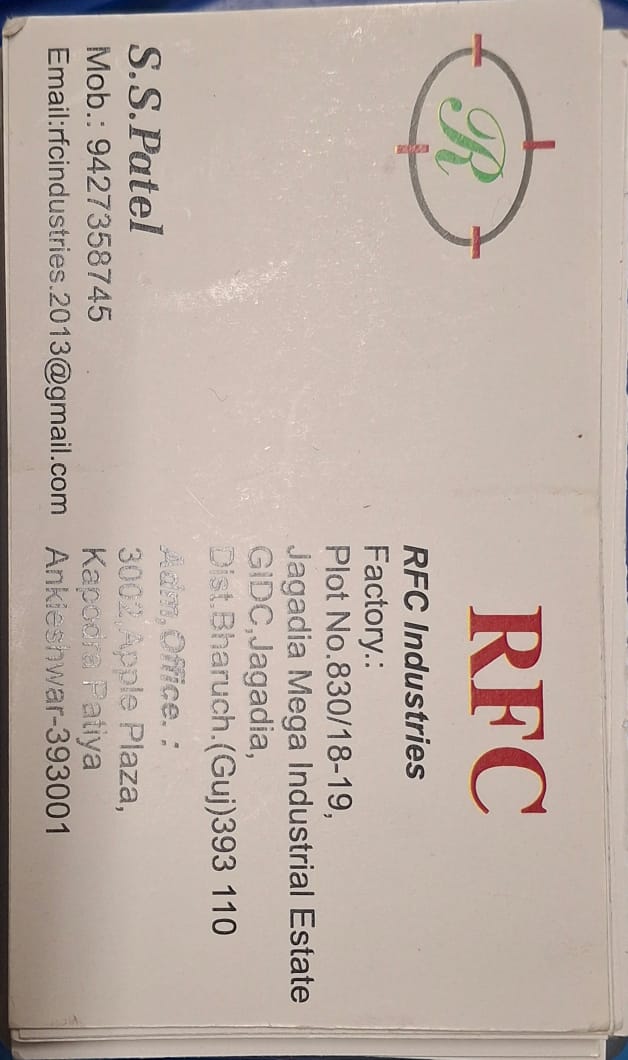 R
RFC
RFC Industries
Factory.:
Plot No.830/18-19,
Jagadia Mega Industrial Estate
GIDC,Jagadia,
Dist.Bharuch.(Guj)393 110
Adm,Office. :
3002,Apple Plaza,
Kapodra Patiya
Ankleshwar-393001
S.S.Patel
Mob.: 9427358745
Email:rfcindustries.2013@gmail.com